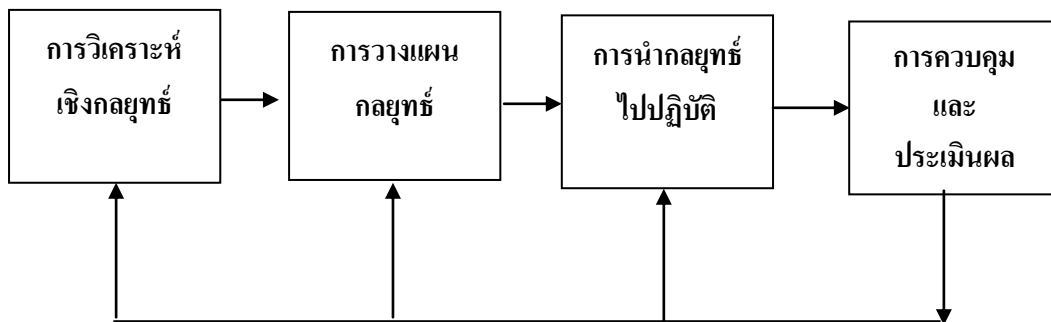 การวิเคราะห์
เชิงกลยุทธ์
การวางแผน
กลยุทธ์
การนำกลยุทธ์
ไปปฏิบัติ
การควบคุม
และ
ประเมินผล